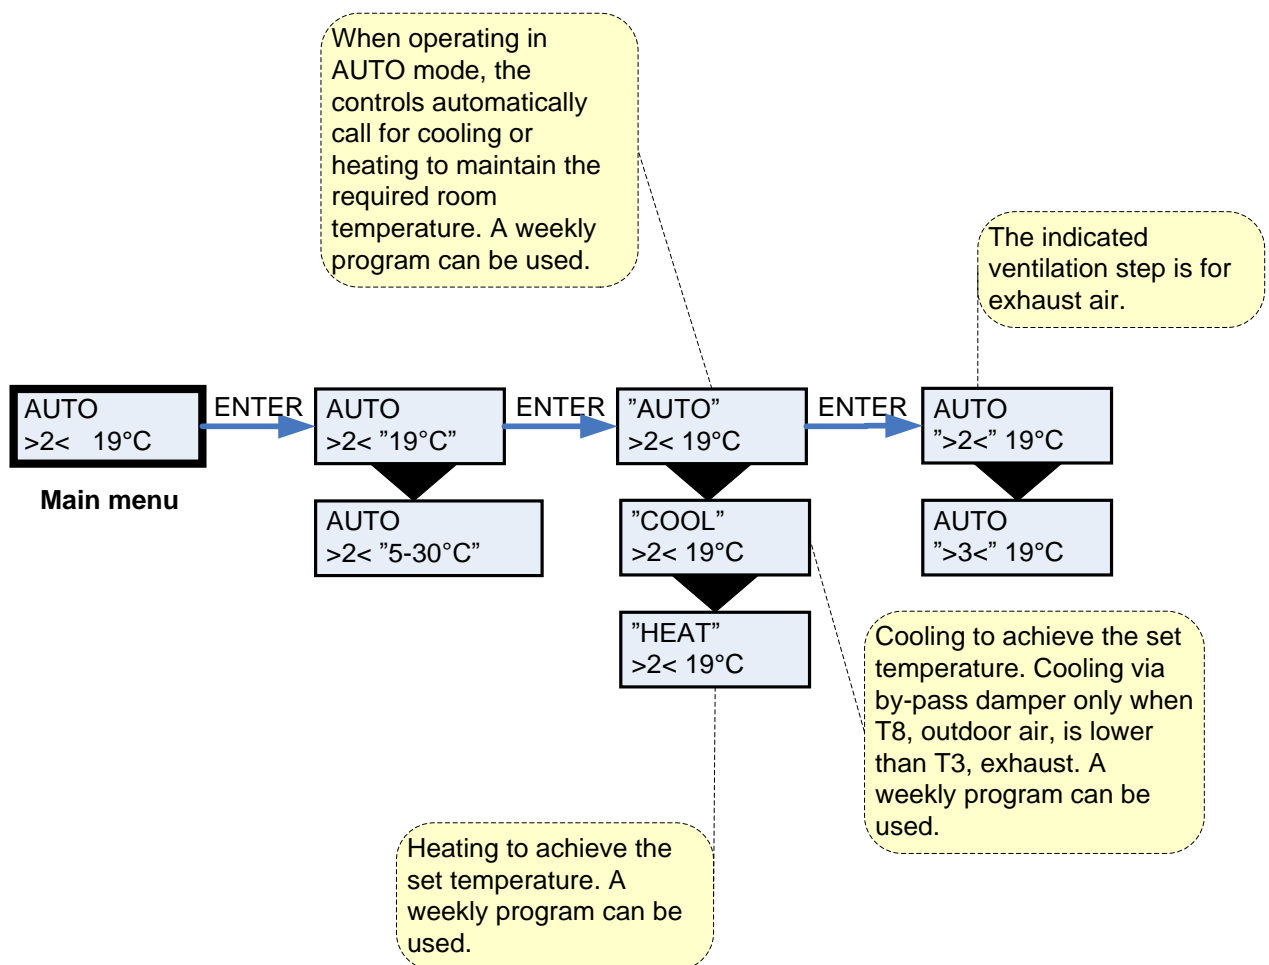 When operating in
AUTO mode, the
controls automatically
call for cooling or
heating to maintain the
required room
temperature. A weekly
program can be used.
The indicated
ventilation step is for
exhaust air.
AUTO
>2<   19°C
Main menu
ENTER
AUTO
>2< ”19°C”
ENTER
”AUTO”
>2< 19°C
ENTER
AUTO
”>2<” 19°C
AUTO
>2< ”5-30°C”
”COOL”
>2< 19°C
AUTO
”>3<” 19°C
”HEAT”
>2< 19°C
Cooling to achieve the set
temperature. Cooling via
by-pass damper only when
T8, outdoor air, is lower
than T3, exhaust. A
weekly program can be
used.
Heating to achieve the
set temperature. A
weekly program can be
used.